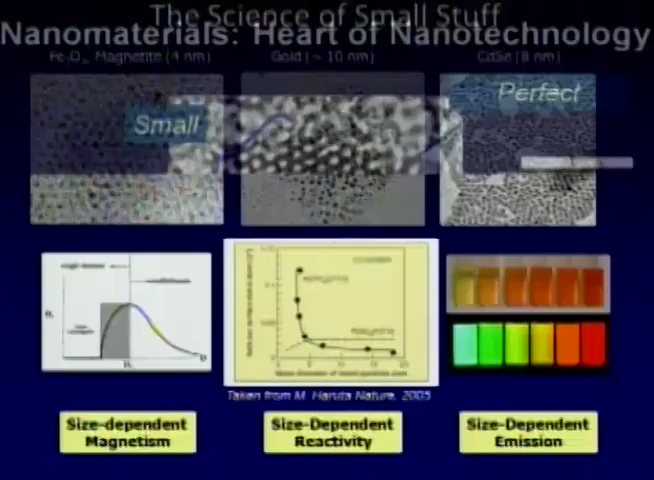 The Science of Small Stuff
Nanomaterials: Heart of Nanotechnology
Fe3O4, Magnetite (4 nm)
Gold (~ 10 nm)
CdSe (8 nm)
Small
Perfect
Taken from M. Haruta Nature, 2005
Size-dependent
Magnetism
Size-Dependent
Reactivity
Size-Dependent
Emission